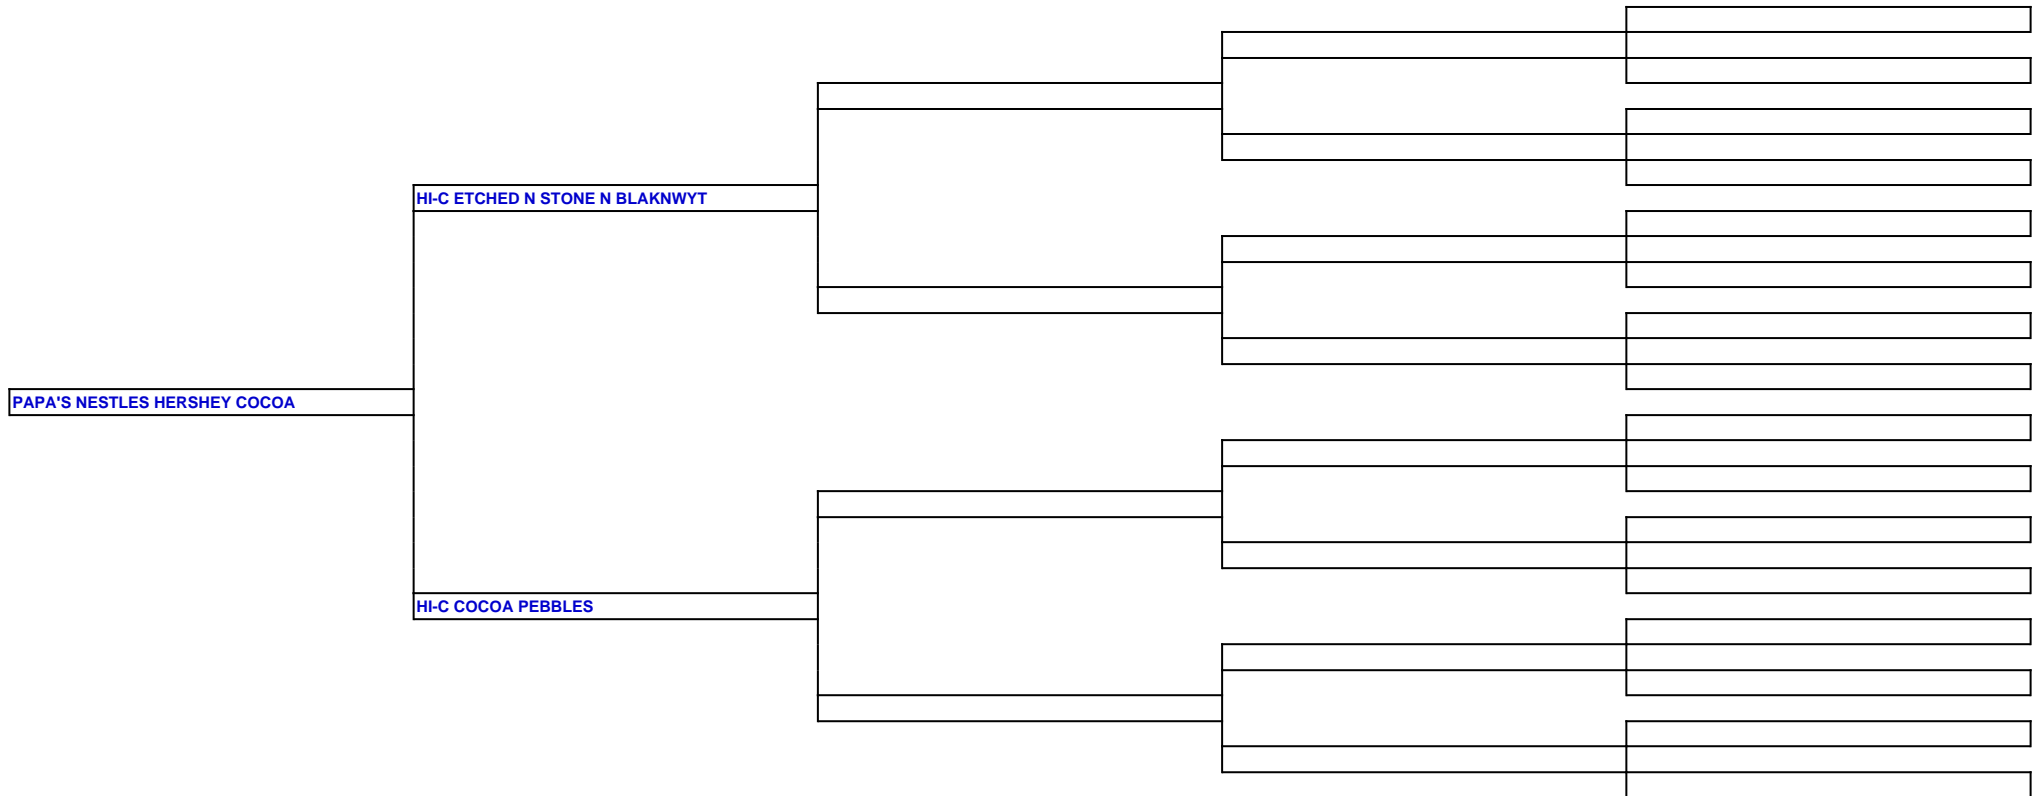 HI-C ETCHED N STONE N BLAKNWYT
PAPA'S NESTLES HERSHEY COCOA
HI-C COCOA PEBBLES